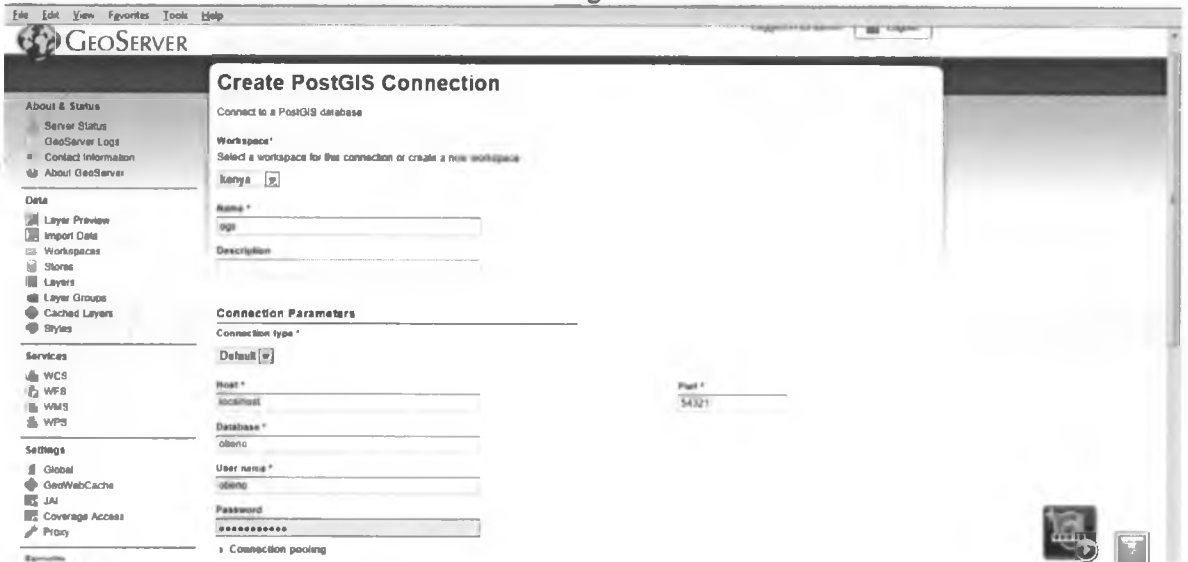 File Edit View Favorites Tools Help
GEOSERVER
About & Status
Server Status
GeoServer Logs
Contact Information
About GeoServer
Data
Layer Preview
Import Data
Workspaces
Stores
Layers
Layer Groups
Cached Layers
Styles
Services
WCS
WFS
WMS
WPS
Settings
Global
GeoWebCache
JAI
Coverage Access
Proxy
Create PostGIS Connection
Connect to a PostGIS database
Workspace*
Select a workspace for this connection or create a new workspace
kenya
Name *
Description
Connection Parameters
Connection type *
Default
Host *
localhost
Port *
54321
Database *
User name *
Password
Connection pooling